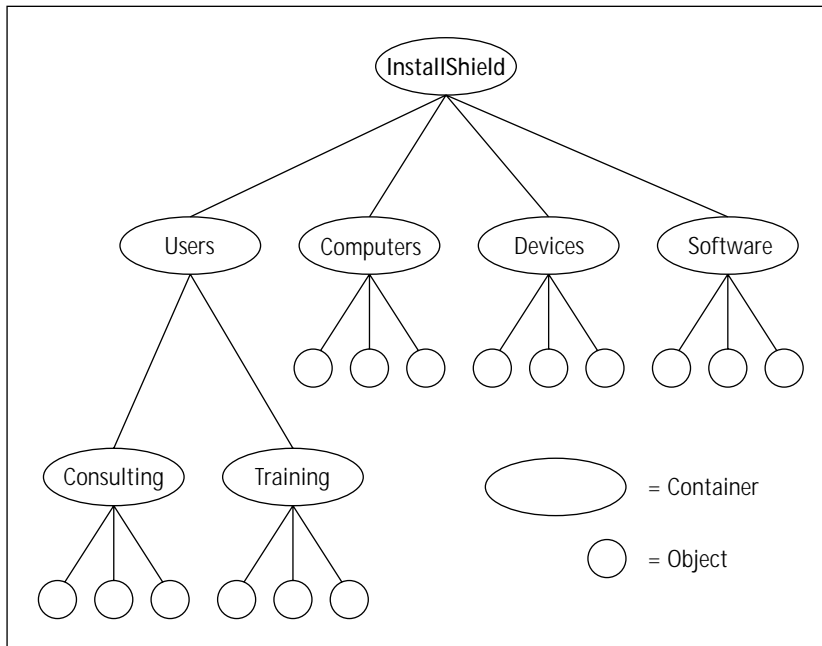 InstallShield
Users
Computers
Devices
Software
Consulting
Training
= Container
= Object